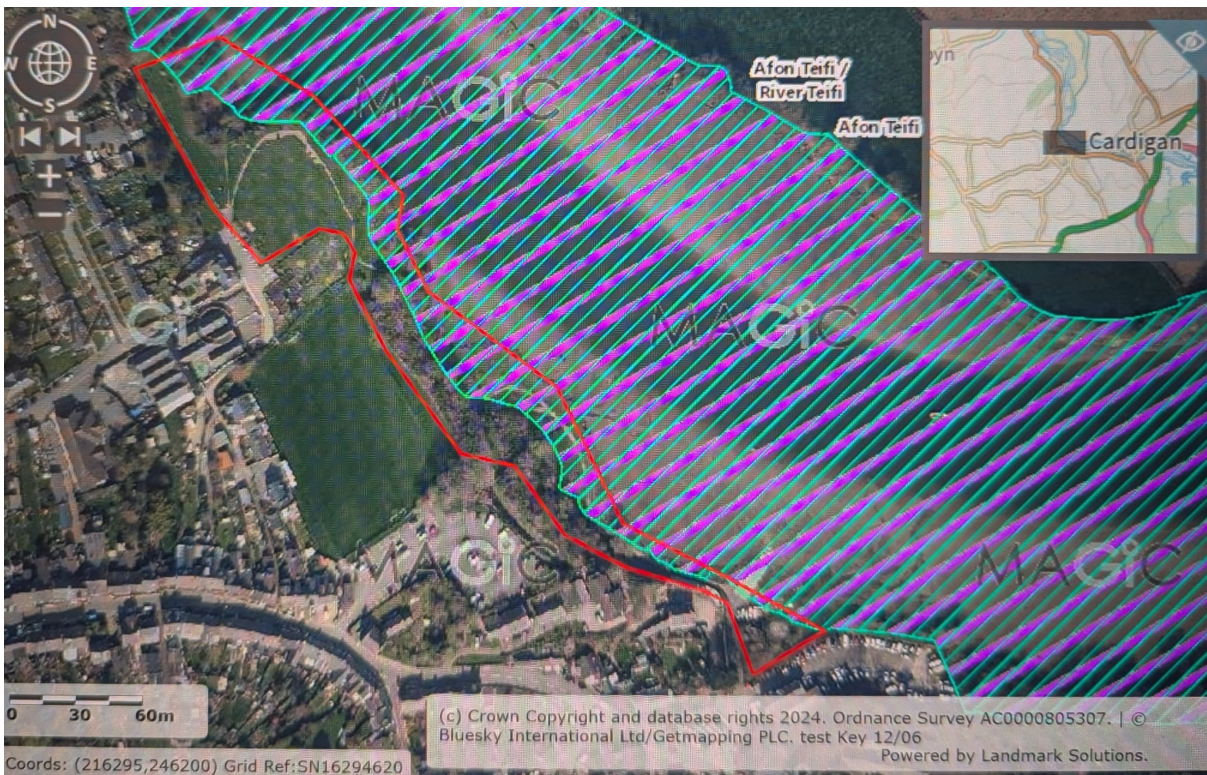 N
W
E
S
Afon Teifi /
River Teifi
Afon Teifi
yn
Cardigan
MAGiC
MAGiC
Gi
MAGiC
MAGiC
0 30 60m
Coords: (216295,246200) Grid Ref:SN16294620
(c) Crown Copyright and database rights 2024. Ordnance Survey AC0000805307. | ©
Bluesky International Ltd/Getmapping PLC. test Key 12/06
Powered by Landmark Solutions.